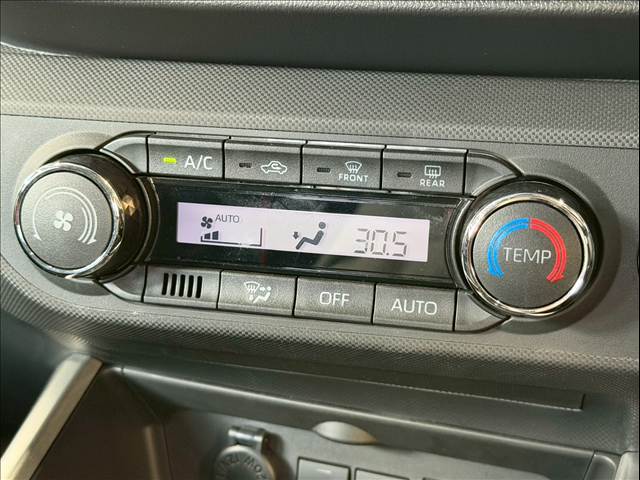 A/C
FRONT
REAR
AUTO
30.5
TEMP
OFF
AUTO